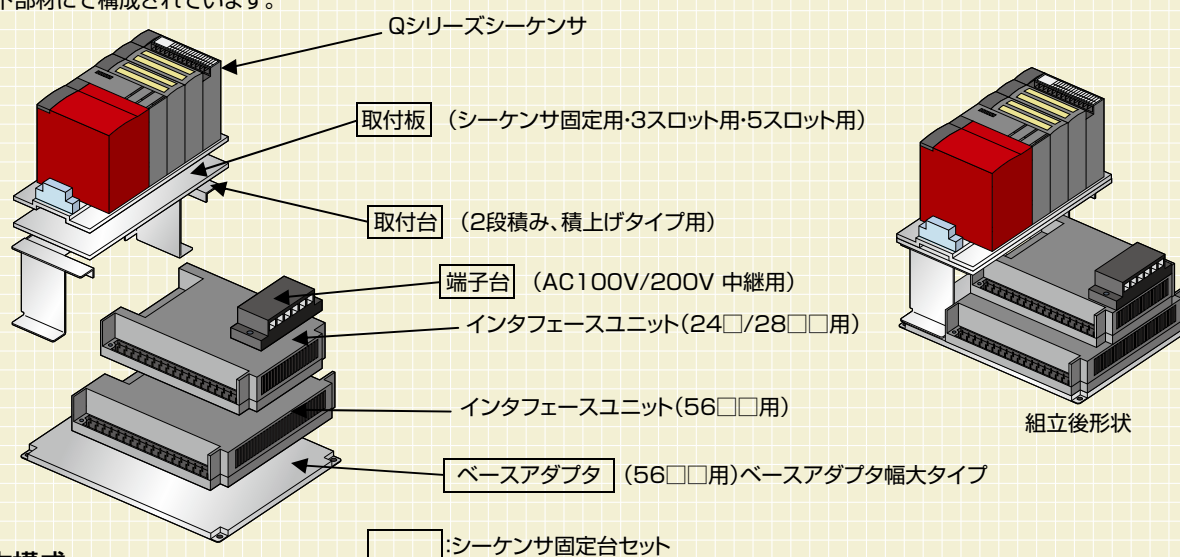 下部材にて構成されています。
Qシリーズシーケンサ
取付板 （シーケンサ固定用・3スロット用・5スロット用）
取付台 （2段積み、積上げタイプ用）
端子台 （AC100V/200V 中継用）
インタフェースユニット（24□/28□□用）
インタフェースユニット（56□□用）
組立後形状
ベースアダプタ （56□□用）ベースアダプタ幅大タイプ
:シーケンサ固定台セット